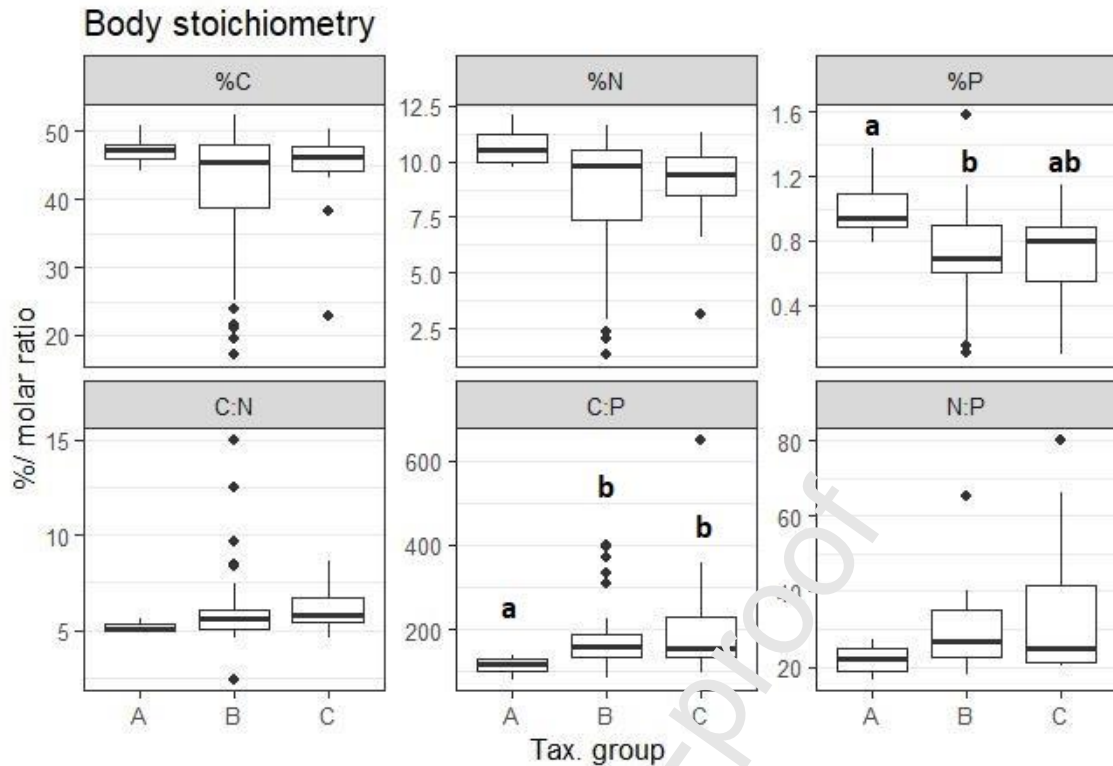 Body stoichiometry
%C %N %P
50
40
30
20
12.5
10.0
7.5
5.0
2.5
1.6
1.2
0.8
0.4
a
b
ab
%/ molar ratio
C:N C:P N:P
15
10
5
600
400
200
80
60
40
20
a
b
b
A B C A B C A B C
Tax. group
-proof